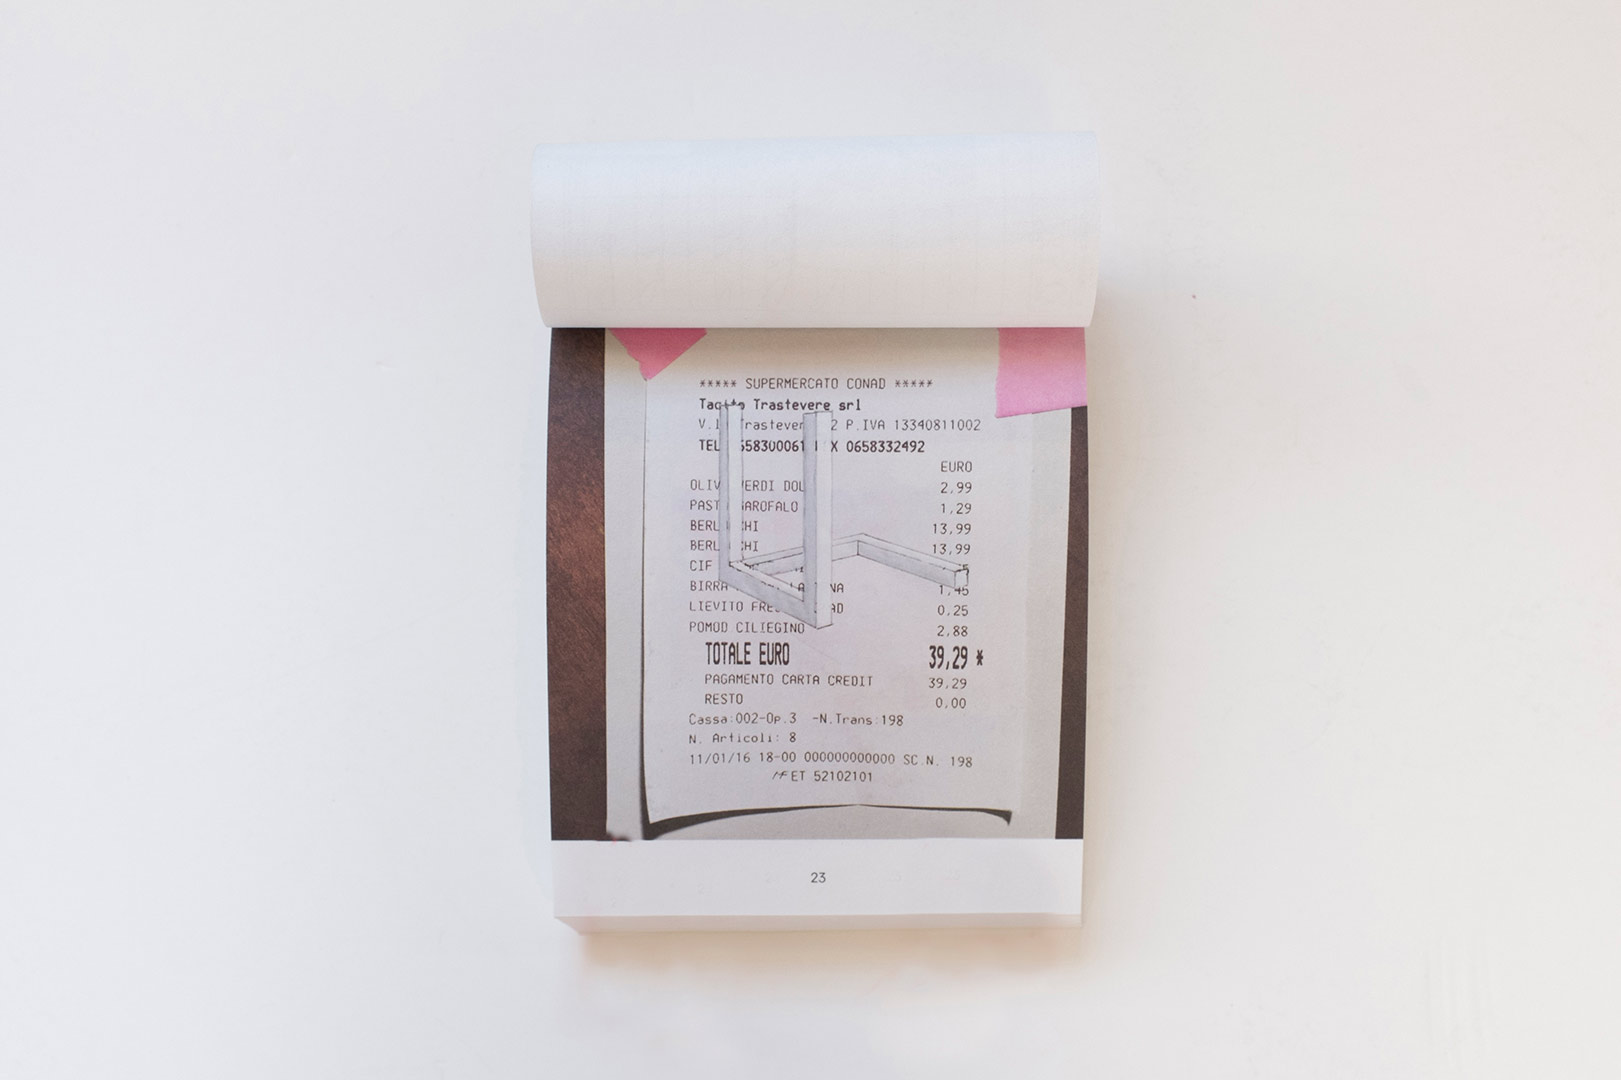 ***** SUPERMERCATO CONAD *****
Trastevere srl
P.IVA 13340811002
0658332492
EURO
2,99
1,29
13,99
13,99
CIF
BIRRA 1,45
LIEVITO 0,25
POMOD CILIEGINO 2,88
TOTALE EURO 39,29 *
PAGAMENTO CARTA CREDIT 39,29
RESTO 0,00
Cassa:002-Op.3 -N.Trans:198
N. Articoli: 8
11/01/16 18-00 000000000000 SC.N. 198
ET 52102101
23